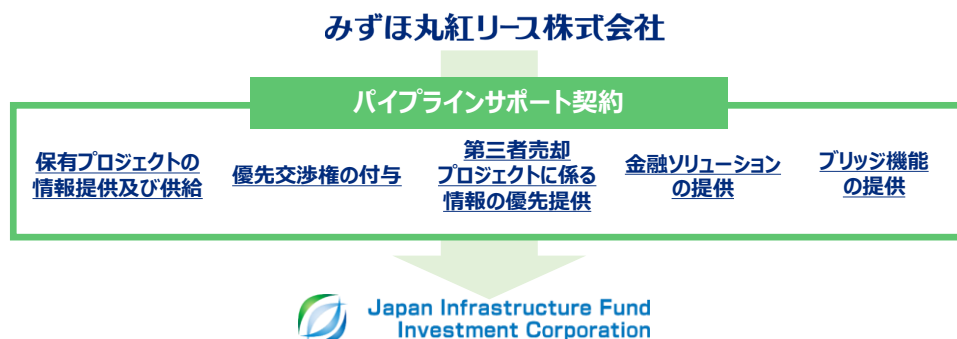 みずほ丸紅リース株式会社
パイプラインサポート契約
保有プロジェクトの
情報提供及び供給
優先交渉権の付与
第三者売却
プロジェクトに係る
情報の優先提供
金融ソリューション
の提供
ブリッジ機能
の提供
Japan Infrastructure Fund
Investment Corporation